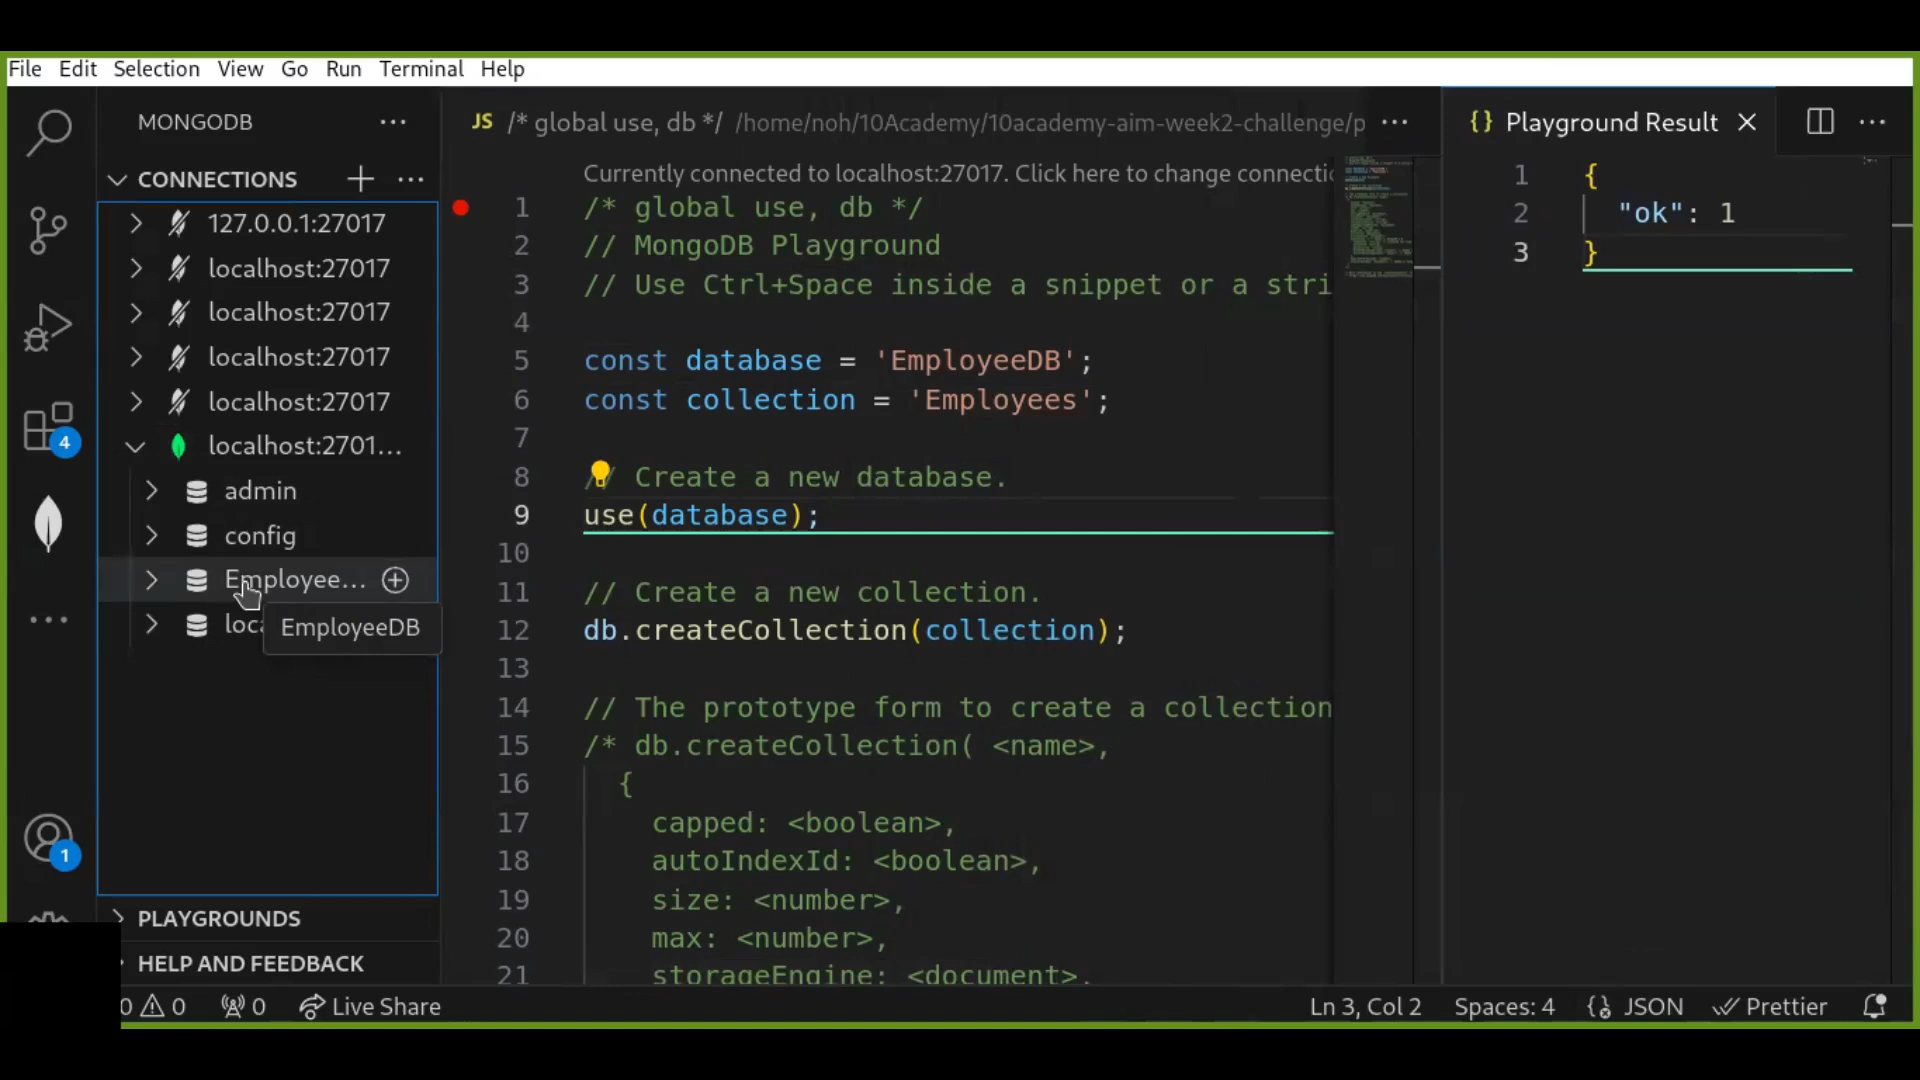 File Edit Selection View Go Run Terminal Help
MONGODB ...
CONNECTIONS + ...
127.0.0.1:27017
localhost:27017
localhost:27017
localhost:27017
localhost:27017
localhost:2701...
admin
config
Employee...
loca
EmployeeDB
PLAYGROUNDS
HELP AND FEEDBACK
4
1
JS /* global use, db */ /home/noh/10Academy/10academy-aim-week2-challenge/p ...
Currently connected to localhost:27017. Click here to change connectio
1 /* global use, db */
2 // MongoDB Playground
3 // Use Ctrl+Space inside a snippet or a stri
4
5 const database = 'EmployeeDB';
6 const collection = 'Employees';
7
8 // Create a new database.
9 use(database);
10
11 // Create a new collection.
12 db.createCollection(collection);
13
14 // The prototype form to create a collection
15 /* db.createCollection( <name>,
16 {
17 capped: <boolean>,
18 autoIndexId: <boolean>,
19 size: <number>,
20 max: <number>,
21 storageEngine: <document>,
{} Playground Result ...
1 {
2 "ok": 1
3 }
0 0 0 Live Share Ln 3, Col 2 Spaces: 4 JSON Prettier